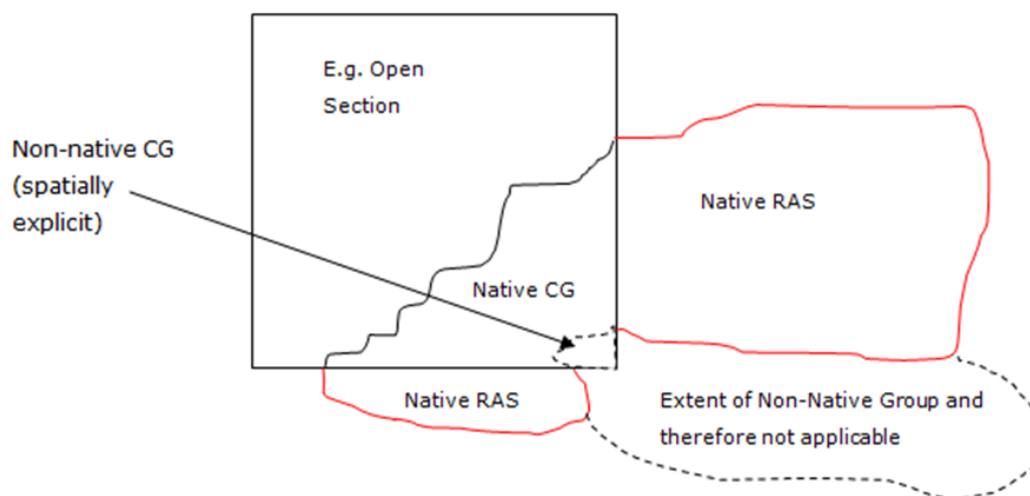 E.g. Open
Section
Non-native CG
(spatially
explicit)
Native RAS
Native CG
Native RAS
Extent of Non-Native Group and
therefore not applicable